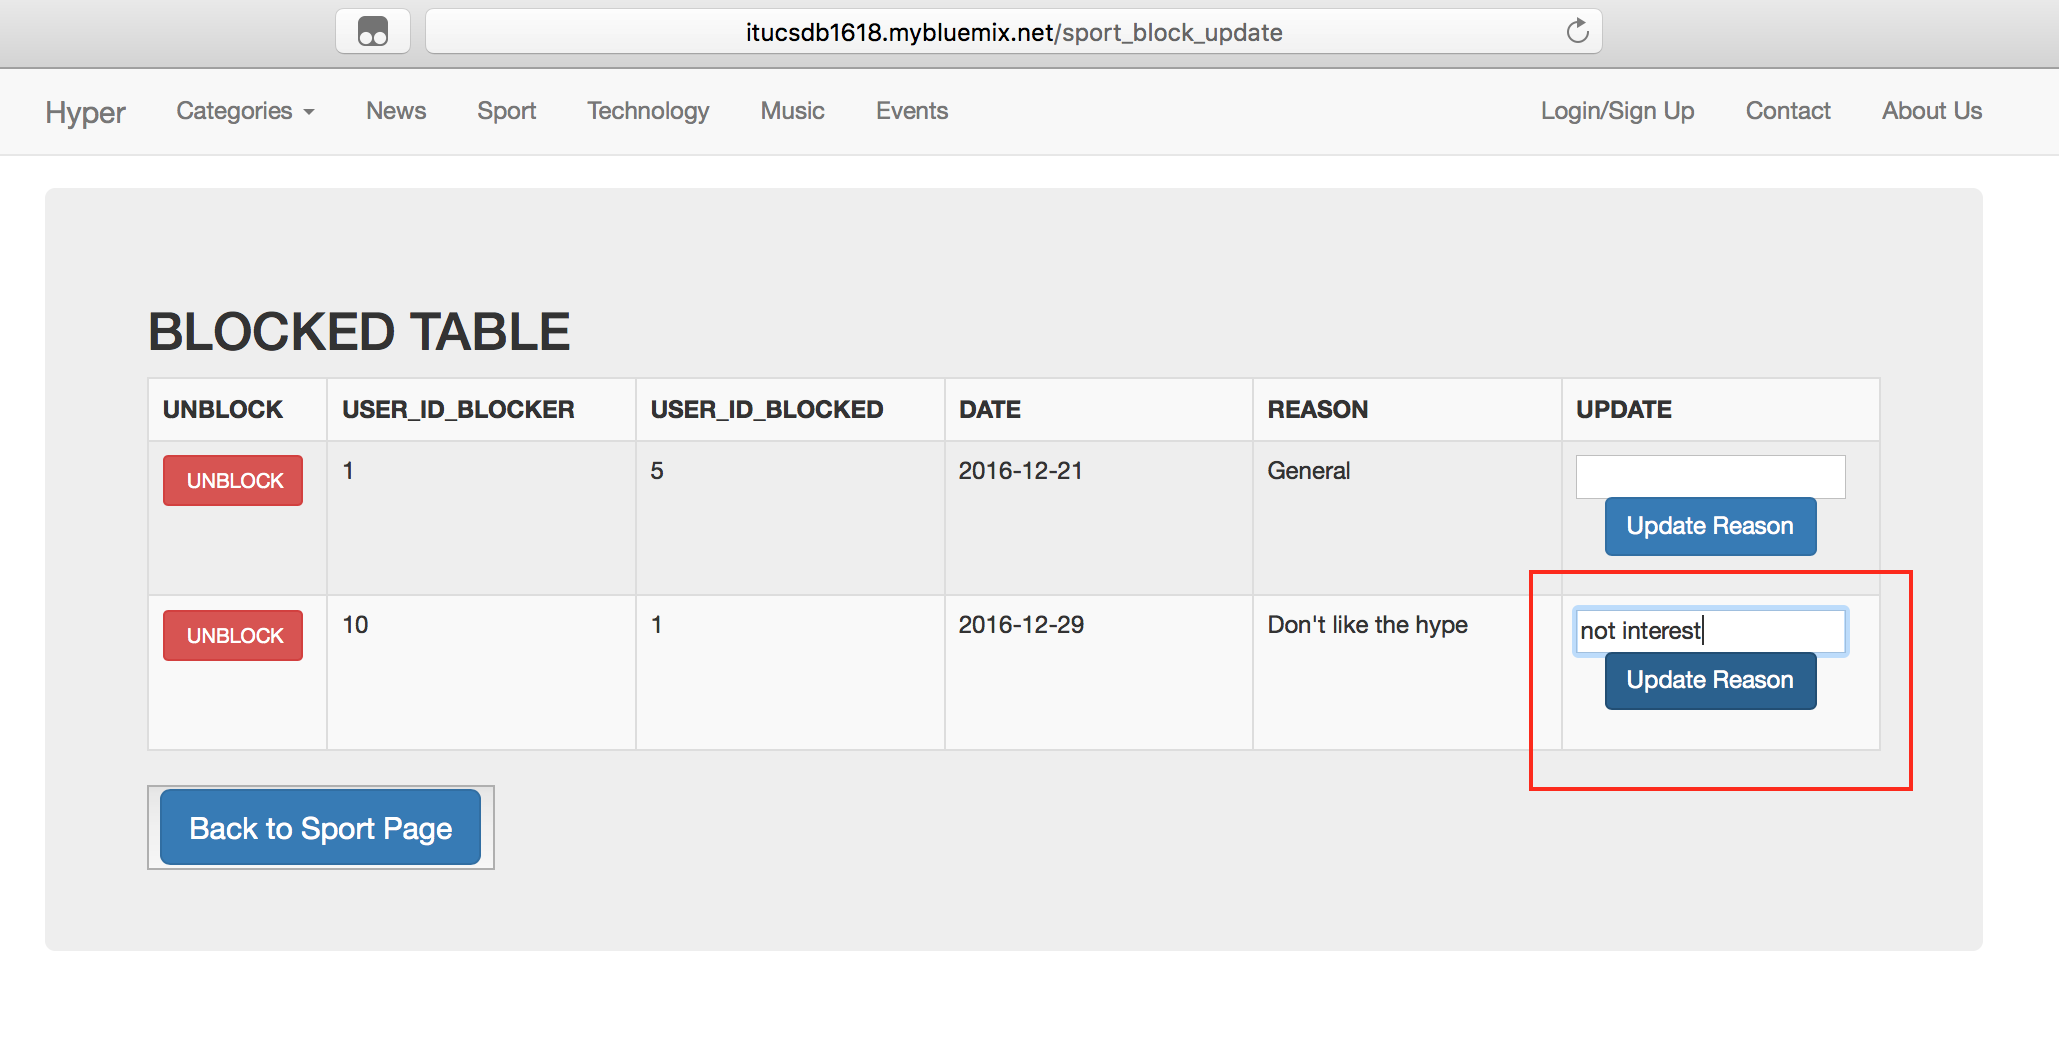 itucsdb1618.mybluemix.net/sport_block_update
Hyper Categories News Sport Technology Music Events Login/Sign Up Contact About Us
BLOCKED TABLE
UNBLOCK USER_ID_BLOCKER USER_ID_BLOCKED DATE REASON UPDATE
UNBLOCK 1 5 2016-12-21 General
Update Reason
UNBLOCK 10 1 2016-12-29 Don't like the hype not interest
Update Reason
Back to Sport Page